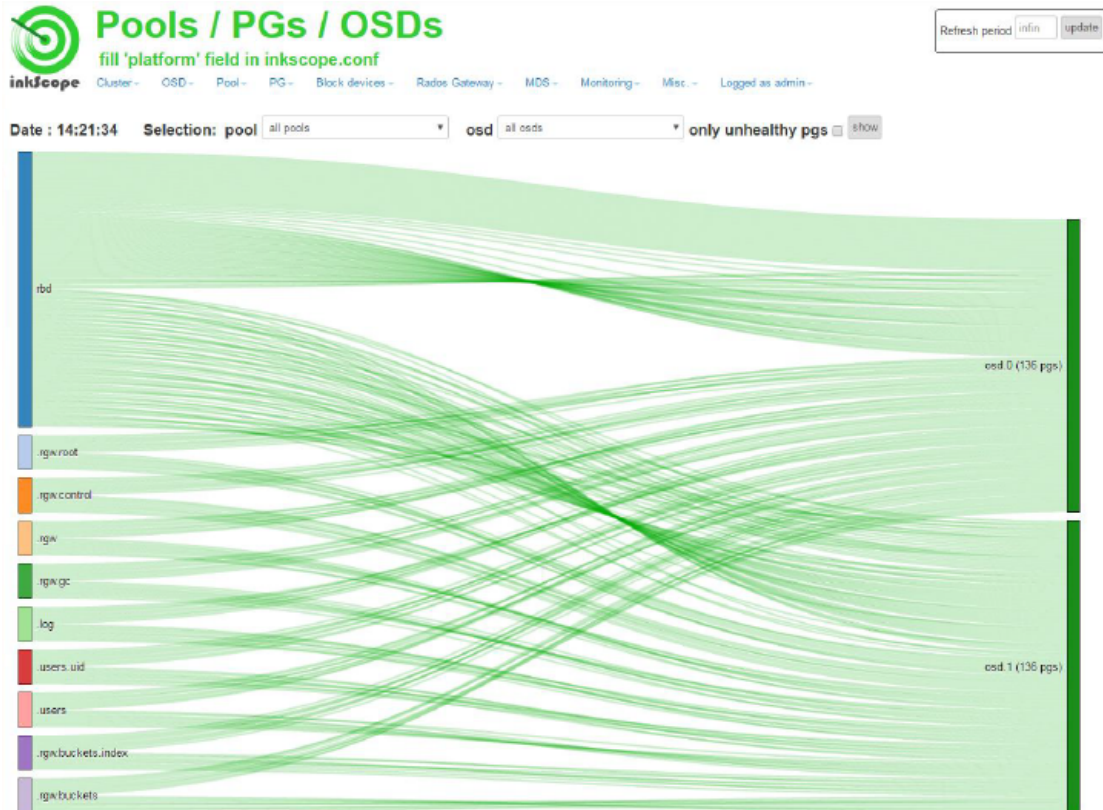 Pools / PGs / OSDs
Refresh period infin update
fill 'platform' field in inkscope.conf
inkScope Cluster OSD Pool PG Block devices Rados Gateway MDS Monitoring Misc. Logged as admin
Date : 14:21:34 Selection: pool all pools osd all osds only unhealthy pgs show
rbd
osd.0 (136 pgs)
.rgw.root
.rgw.control
.rgw
.rgw.gc
.log
.users.uid
osd.1 (136 pgs)
.users
.rgw.buckets.index
.rgw.buckets